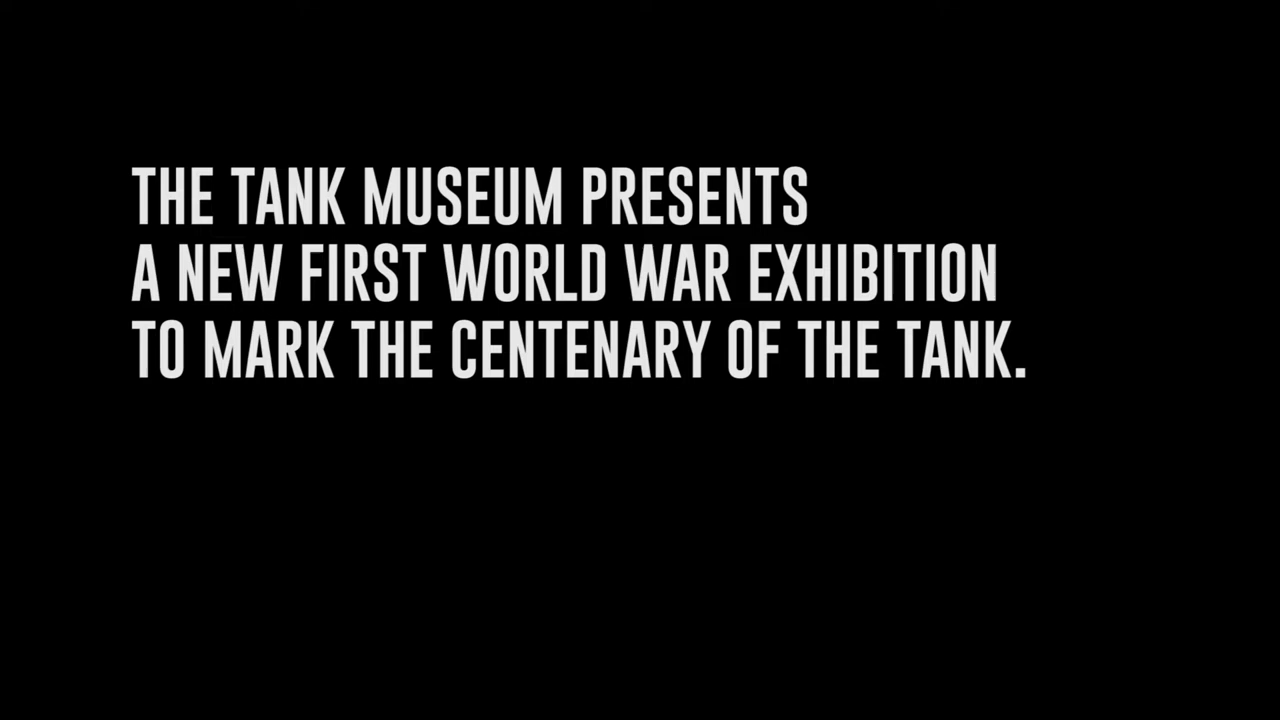 THE TANK MUSEUM PRESENTS
A NEW FIRST WORLD WAR EXHIBITION
TO MARK THE CENTENARY OF THE TANK.